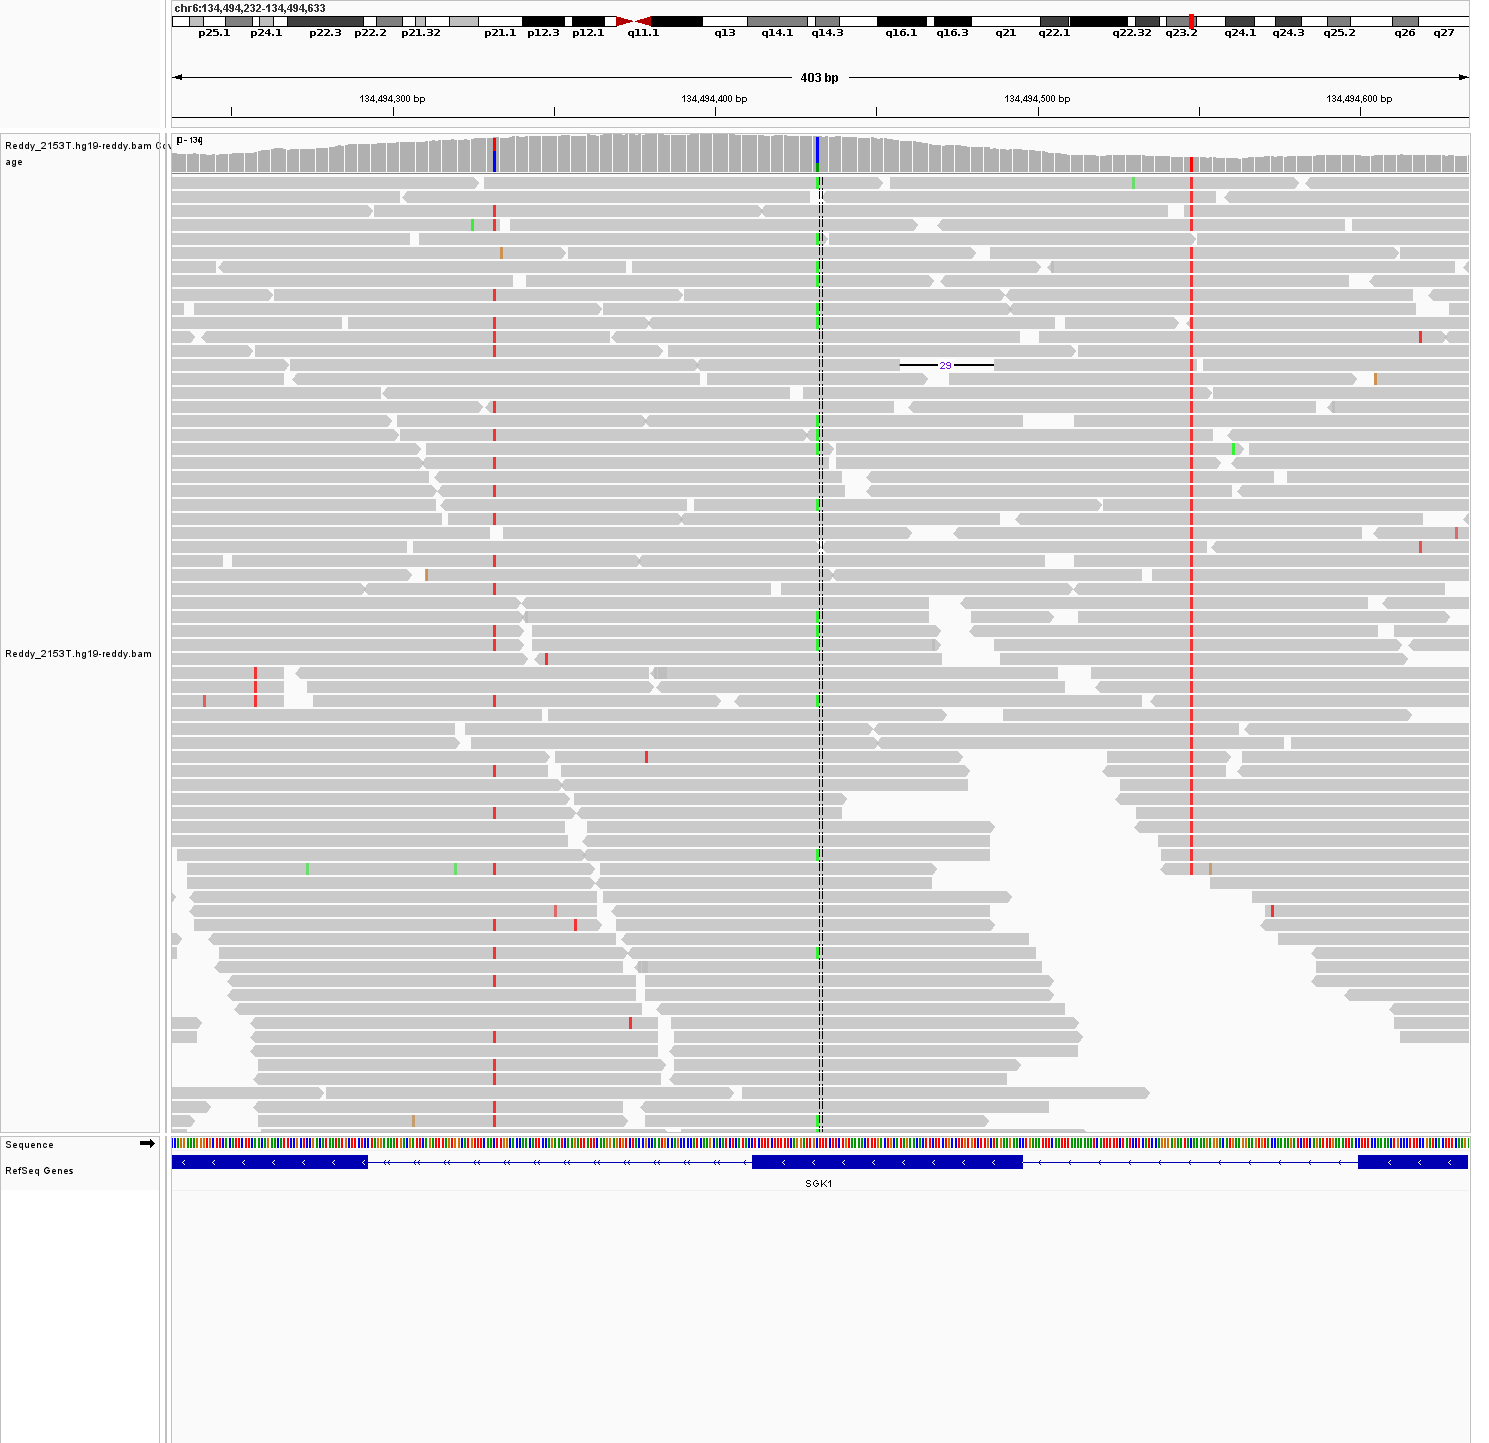 chr6:134,494,232-134,494,633
p25.1 p24.1 p22.3 p22.2 p21.32 p21.1 p12.3 p12.1 q11.1 q13 q14.1 q14.3 q16.1 q16.3 q21 q22.1 q22.32 q23.2 q24.1 q24.3 q25.2 q26 q27
403 bp
134,494,300 bp 134,494,400 bp 134,494,500 bp 134,494,600 bp
[0 - 134]
Reddy_2153T.hg19-reddy.bam Cov
age
29
Reddy_2153T.hg19-reddy.bam
Sequence
RefSeq Genes
SGK1